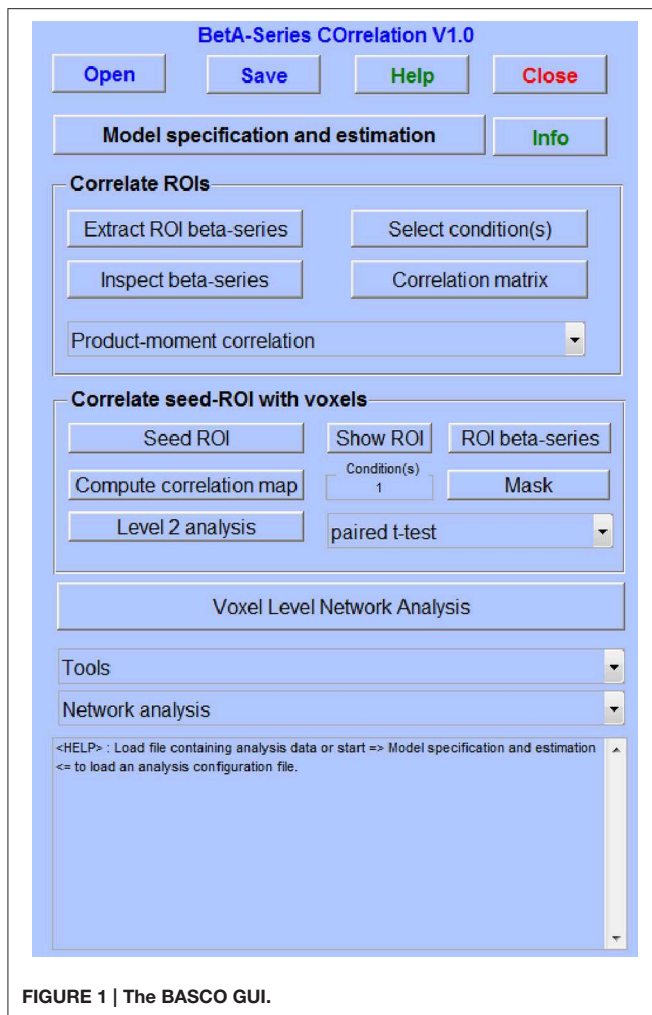 BetA-Series COrrelation V1.0
Open Save Help Close
Model specification and estimation Info
Correlate ROIs
Extract ROI beta-series Select condition(s)
Inspect beta-series Correlation matrix
Product-moment correlation
Correlate seed-ROI with voxels
Seed ROI Show ROI ROI beta-series
Compute correlation map Condition(s) 1 Mask
Level 2 analysis paired t-test
Voxel Level Network Analysis
Tools
Network analysis
<HELP> : Load file containing analysis data or start => Model specification and estimation
<= to load an analysis configuration file.
FIGURE 1 | The BASCO GUI.